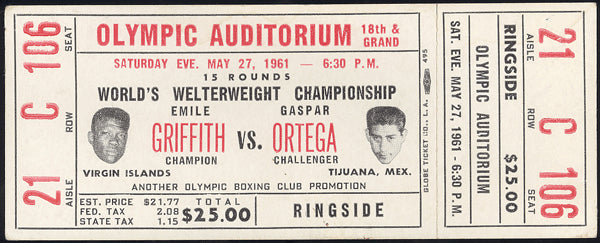 21 C 106
AISLE ROW SEAT
OLYMPIC AUDITORIUM 18th & GRAND
SATURDAY EVE. MAY 27, 1961 — 6:30 P.M.
15 ROUNDS
WORLD'S WELTERWEIGHT CHAMPIONSHIP
EMILE GASPAR
GRIFFITH VS. ORTEGA
CHAMPION CHALLENGER
VIRGIN ISLANDS TIJUANA, MEX.
ANOTHER OLYMPIC BOXING CLUB PROMOTION
EST. PRICE $21.77 TOTAL
FED. TAX 2.08 $25.00
STATE TAX 1.15
RINGSIDE
GLOBE TICKET CO., L.A. 495
SAT. EVE. MAY 27, 1961 - 6:30 P.M.
OLYMPIC AUDITORIUM
RINGSIDE $25.00
AISLE ROW SEAT
21 C 106